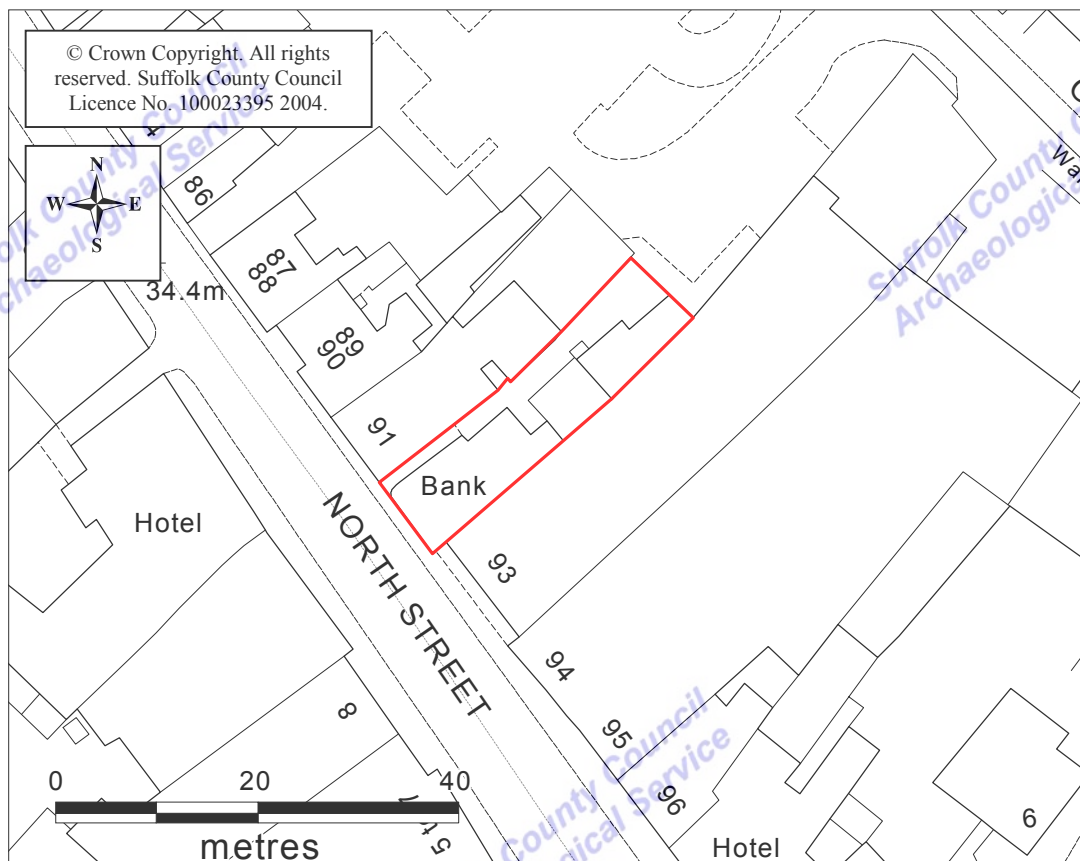 © Crown Copyright. All rights
reserved. Suffolk County Council
Licence No. 100023395 2004.
N
W E
S
34.4m
86
87
88
89
90
91
Bank
93
94
95
96
Hotel
NORTH STREET
8
Hotel
6
0 20 40
metres
Suffolk County Council
Archaeological Service
County Council